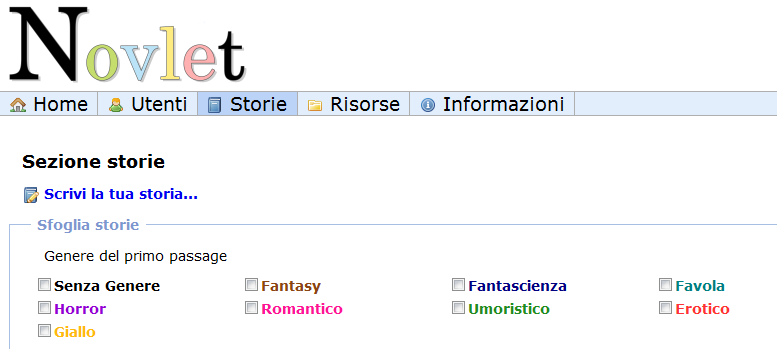 Novlet
Home Utenti Storie Risorse Informazioni
Sezione storie
Scrivi la tua storia...
Sfoglia storie
Genere del primo passage
Senza Genere Fantasy Fantascienza Favola
Horror Romantico Umoristico Erotico
Giallo